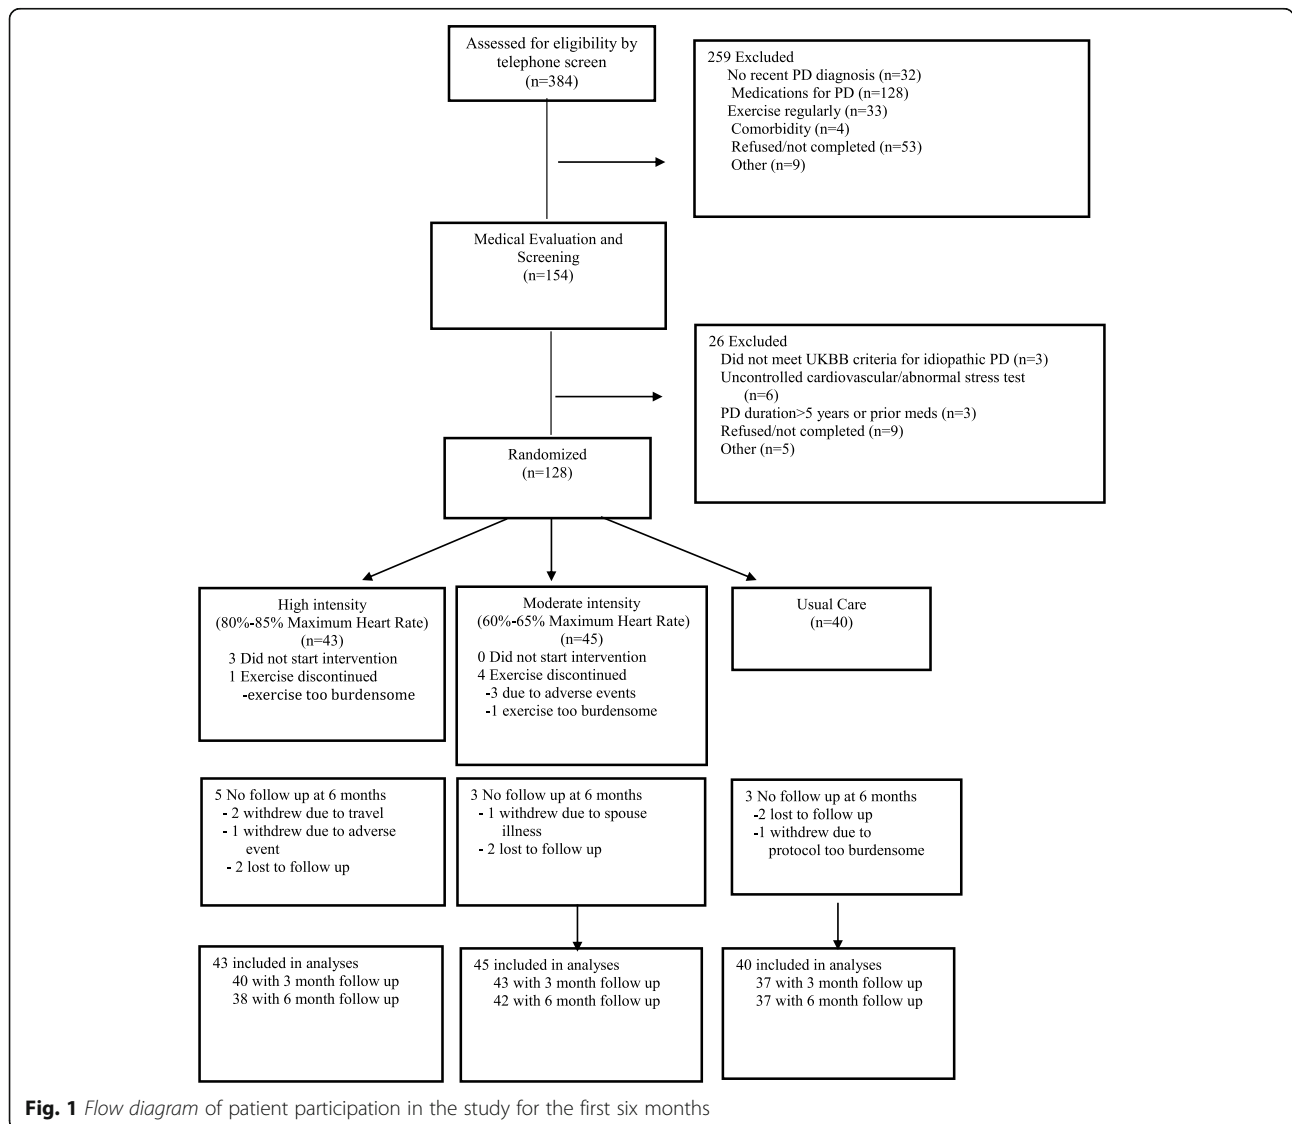 Assessed for eligibility by
telephone screen
(n=384)
259 Excluded
No recent PD diagnosis (n=32)
Medications for PD (n=128)
Exercise regularly (n=33)
Comorbidity (n=4)
Refused/not completed (n=53)
Other (n=9)
Medical Evaluation and
Screening
(n=154)
26 Excluded
Did not meet UKBB criteria for idiopathic PD (n=3)
Uncontrolled cardiovascular/abnormal stress test
(n=6)
PD duration>5 years or prior meds (n=3)
Refused/not completed (n=9)
Other (n=5)
Randomized
(n=128)
High intensity
(80%-85% Maximum Heart Rate)
(n=43)
3 Did not start intervention
1 Exercise discontinued
-exercise too burdensome
Moderate intensity
(60%-65% Maximum Heart Rate)
(n=45)
0 Did not start intervention
4 Exercise discontinued
-3 due to adverse events
-1 exercise too burdensome
Usual Care
(n=40)
5 No follow up at 6 months
- 2 withdrew due to travel
- 1 withdrew due to adverse
event
- 2 lost to follow up
3 No follow up at 6 months
- 1 withdrew due to spouse
illness
- 2 lost to follow up
3 No follow up at 6 months
-2 lost to follow up
-1 withdrew due to
protocol too burdensome
43 included in analyses
40 with 3 month follow up
38 with 6 month follow up
45 included in analyses
43 with 3 month follow up
42 with 6 month follow up
40 included in analyses
37 with 3 month follow up
37 with 6 month follow up
Fig. 1 Flow diagram of patient participation in the study for the first six months